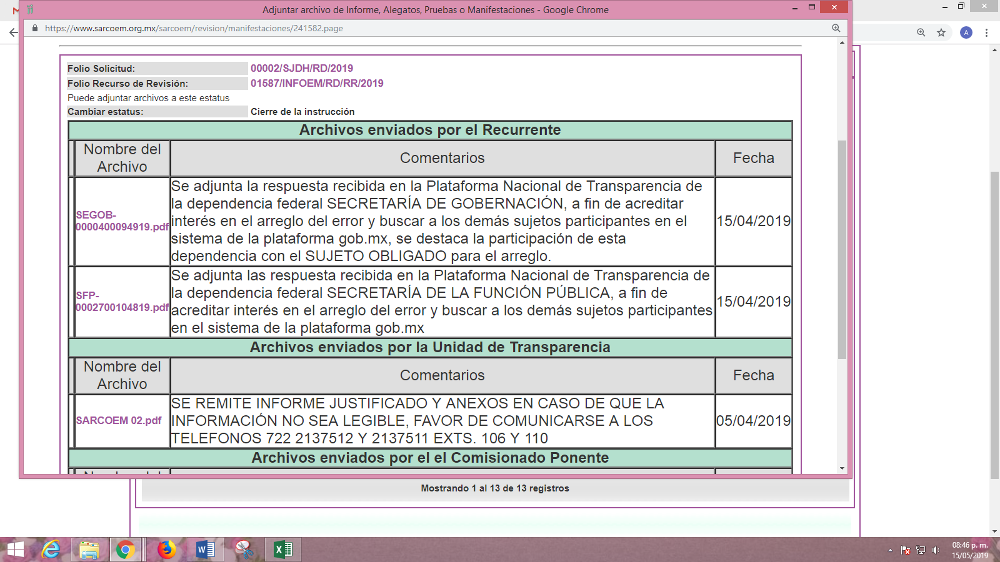 Adjuntar archivo de Informe, Alegatos, Pruebas o Manifestaciones - Google Chrome
https://www.sarcoem.org.mx/sarcoem/revision/manifestaciones/241582.page
A
Folio Solicitud: 00002/SJDH/RD/2019
Folio Recurso de Revisión: 01587/INFOEM/RD/RR/2019
Puede adjuntar archivos a este estatus
Cambiar estatus: Cierre de la instrucción
Archivos enviados por el Recurrente
Nombre del
Archivo
Comentarios
Fecha
SEGOB-
0000400094919.pdf
Se adjunta la respuesta recibida en la Plataforma Nacional de Transparencia de
la dependencia federal SECRETARÍA DE GOBERNACIÓN, a fin de acreditar
interés en el arreglo del error y buscar a los demás sujetos participantes en el
sistema de la plataforma gob.mx, se destaca la participación de esta
dependencia con el SUJETO OBLIGADO para el arreglo.
15/04/2019
SFP-
0002700104819.pdf
Se adjunta las respuesta recibida en la Plataforma Nacional de Transparencia de
la dependencia federal SECRETARÍA DE LA FUNCIÓN PÚBLICA, a fin de
acreditar interés en el arreglo del error y buscar a los demás sujetos participantes
en el sistema de la plataforma gob.mx
15/04/2019
Archivos enviados por la Unidad de Transparencia
Nombre del
Archivo
Comentarios
Fecha
SARCOEM 02.pdf
SE REMITE INFORME JUSTIFICADO Y ANEXOS EN CASO DE QUE LA
INFORMACIÓN NO SEA LEGIBLE, FAVOR DE COMUNICARSE A LOS
TELEFONOS 722 2137512 Y 2137511 EXTS. 106 Y 110
05/04/2019
Archivos enviados por el el Comisionado Ponente
Mostrando 1 al 13 de 13 registros
08:46 p. m.
15/05/2019